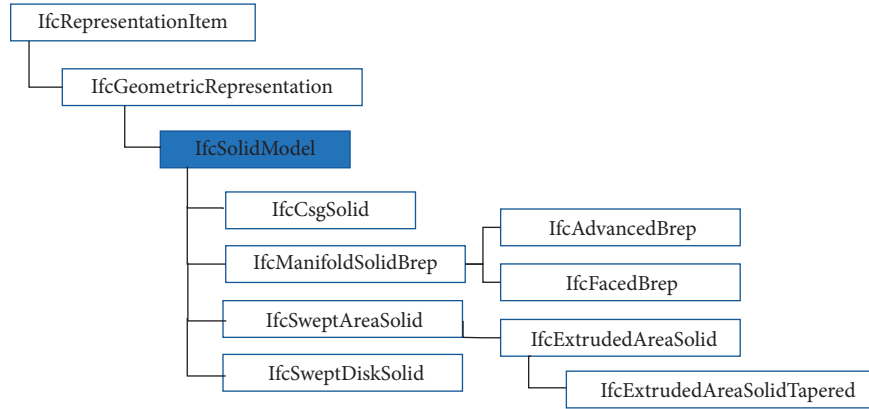 IfcRepresentationItem
IfcGeometricRepresentation
IfcSolidModel
IfcCsgSolid
IfcManifoldSolidBrep
IfcAdvancedBrep
IfcFacedBrep
IfcSweptAreaSolid
IfcExtrudedAreaSolid
IfcSweptDiskSolid
IfcExtrudedAreaSolidTapered